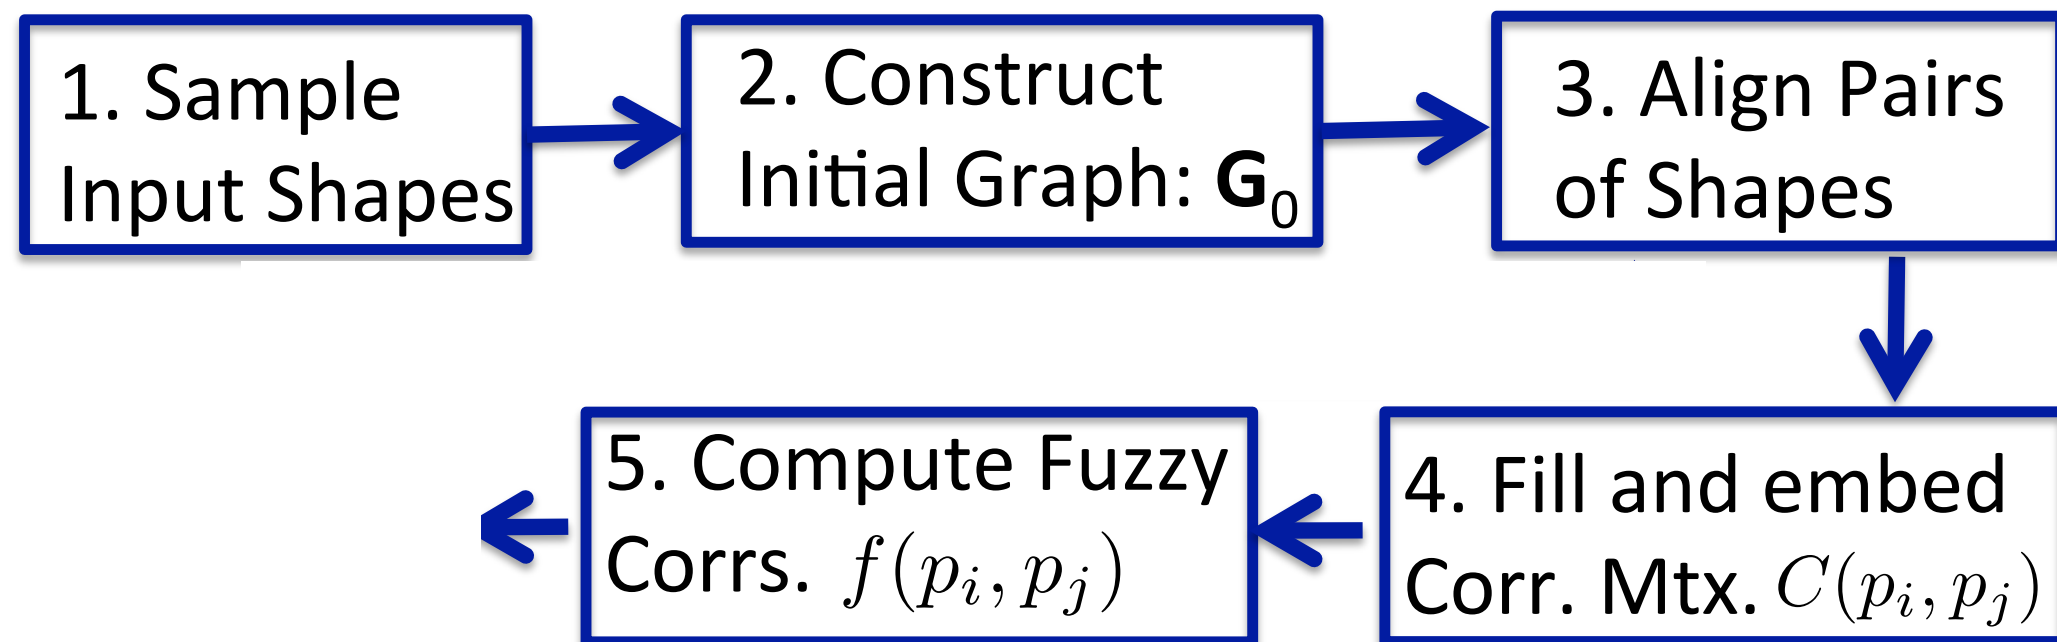 1. Sample
Input Shapes
2. Construct
Initial Graph: G₀
3. Align Pairs
of Shapes
4. Fill and embed
Corr. Mtx. C(pᵢ, pⱼ)
5. Compute Fuzzy
Corrs. f(pᵢ, pⱼ)